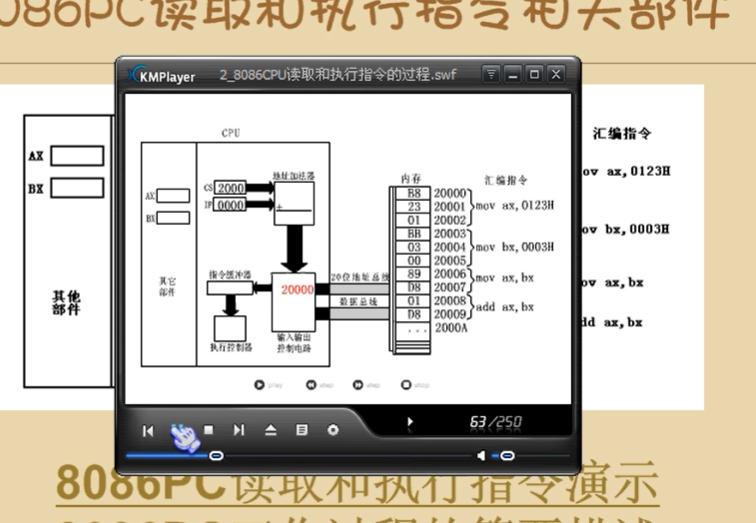 086PC读取和执行指令相关部件
KMPlayer 2_8086CPU读取和执行指令的过程.swf
CPU
AX
BX
其他
部件
AX
BX
其它
部件
CS 2000
IP 0000
地址加法器
+
指令缓冲器
执行控制器
20000
输入输出
控制电路
20位地址总线
数据总线
内存
汇编指令
B8 20000
23 20001 mov ax,0123H
01 20002
BB 20003
03 20004 mov bx,0003H
00 20005
89 20006 mov ax,bx
D8 20007
01 20008 add ax,bx
D8 20009
... 2000A
play step step stop
63/250
汇编指令
ov ax,0123H
ov bx,0003H
ov ax,bx
dd ax,bx
8086PC读取和执行指令演示